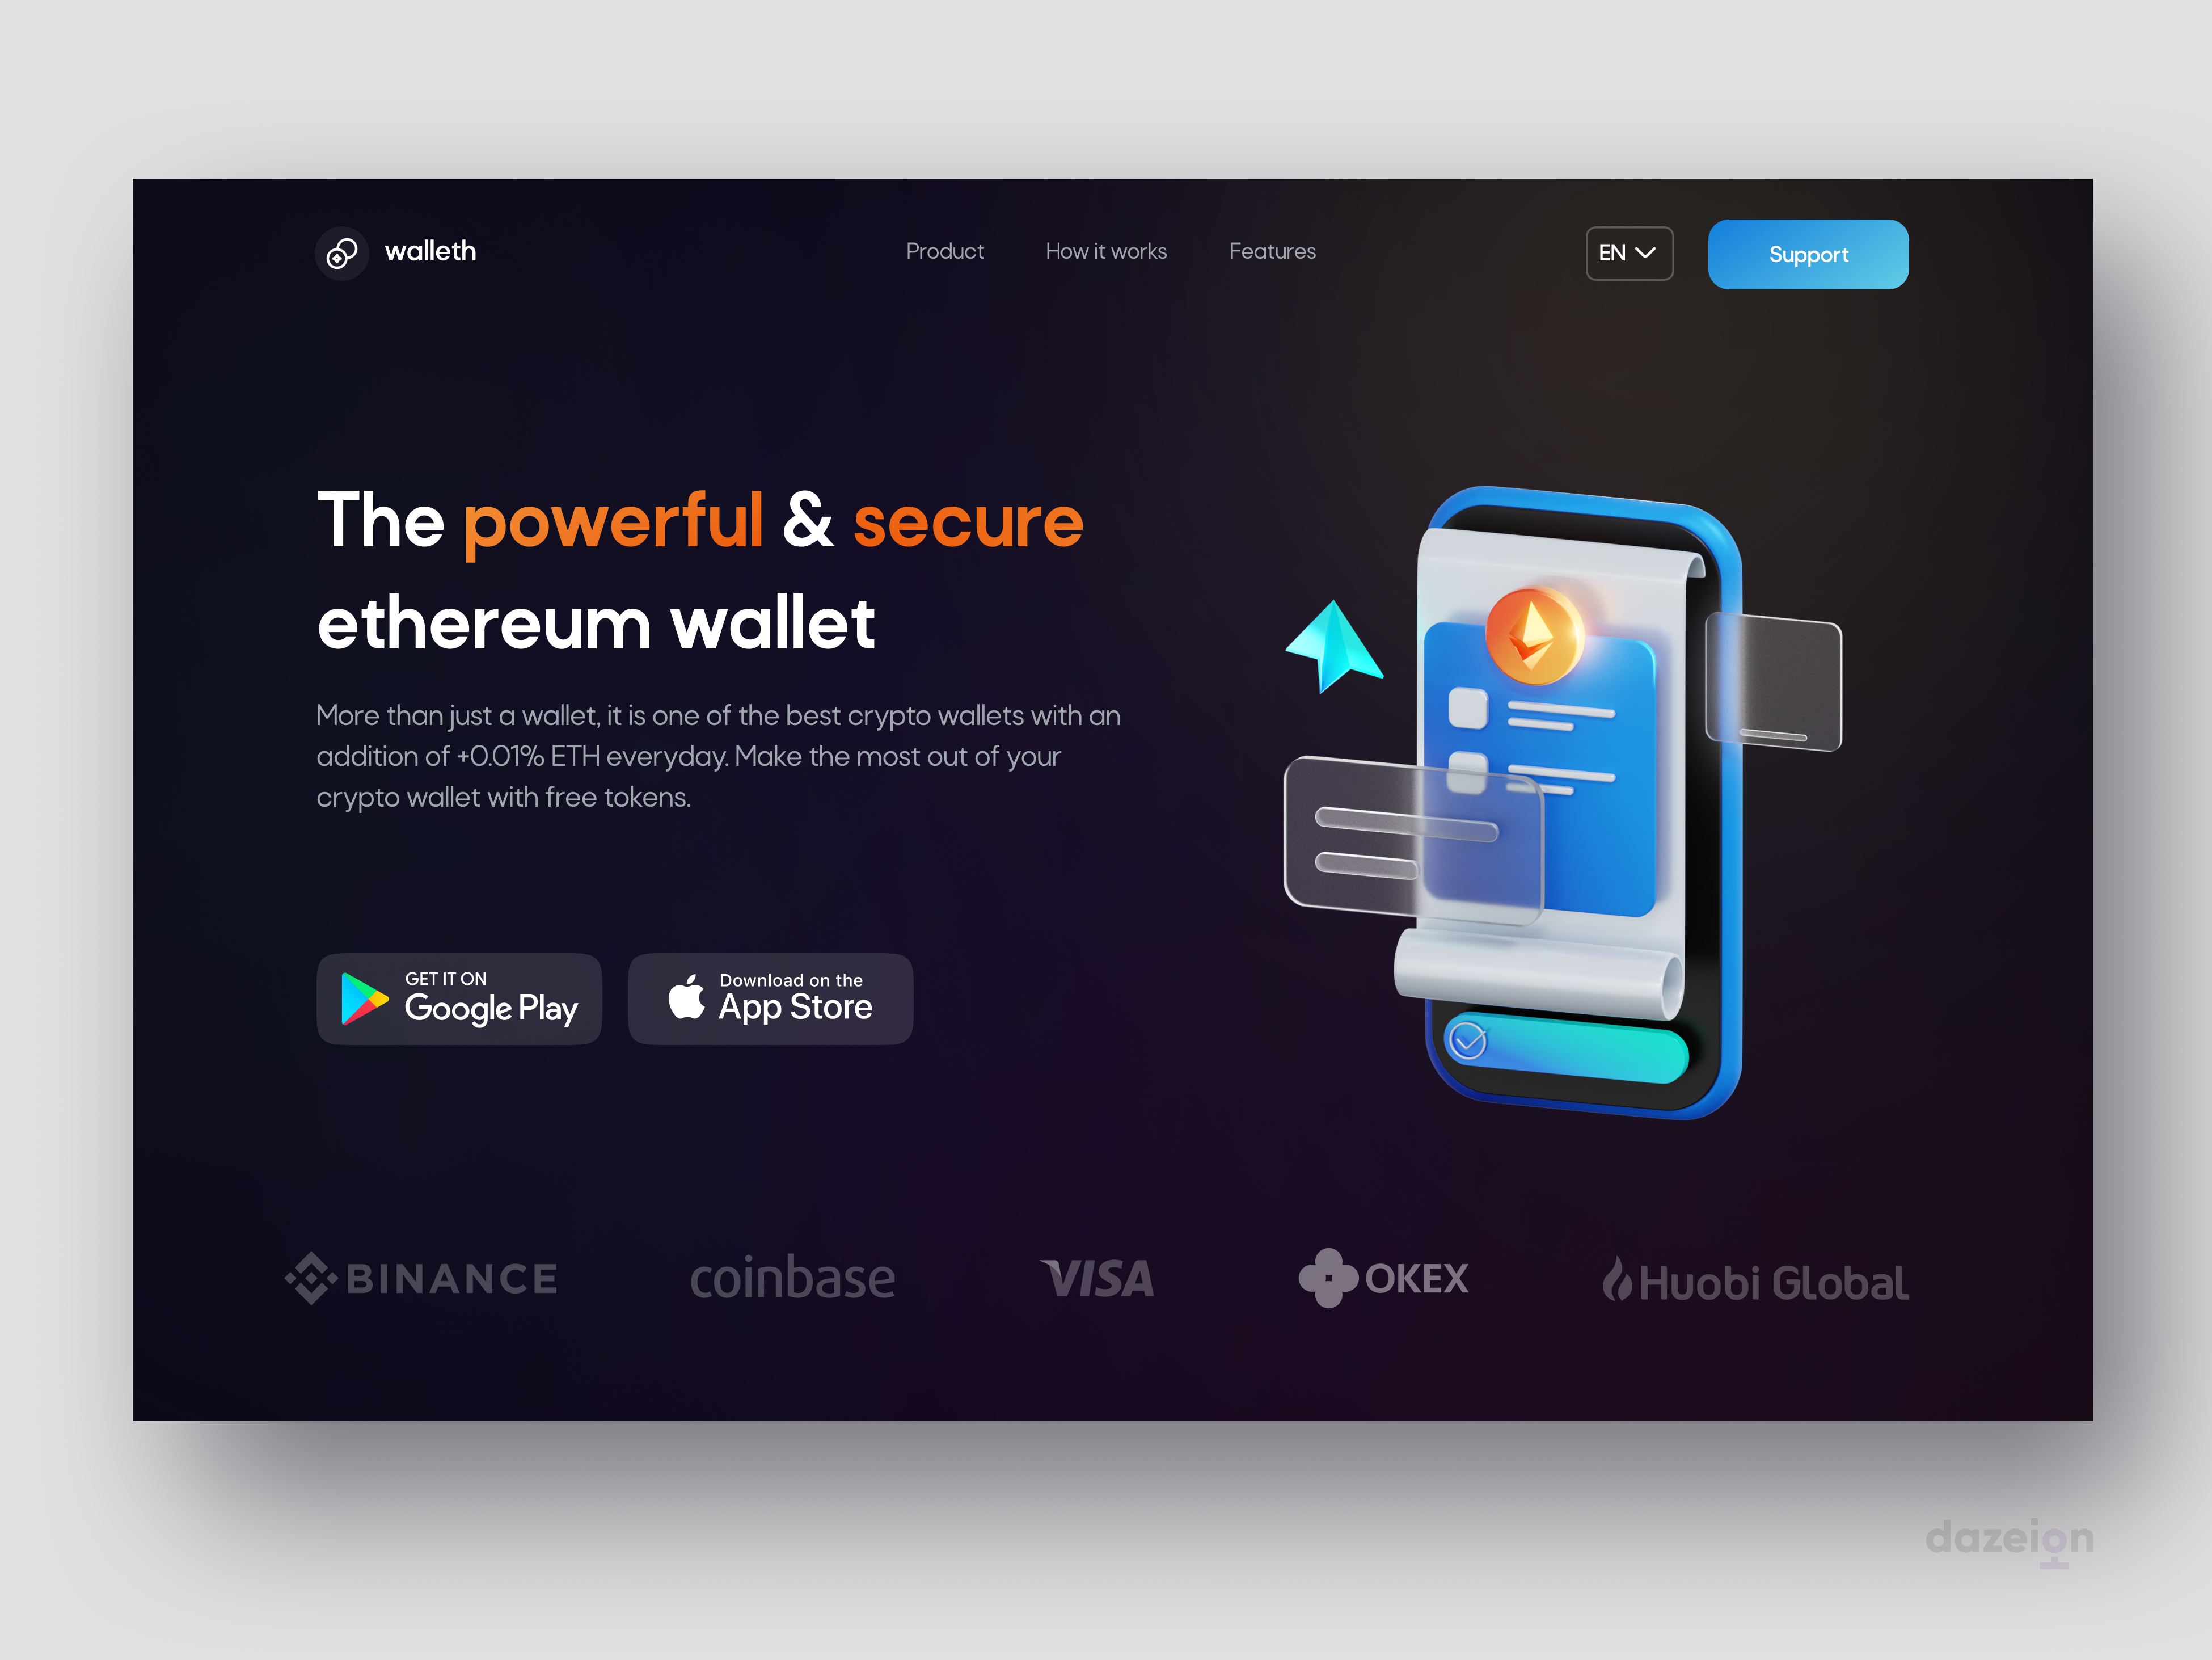 walleth
Product
How it works
Features
EN
Support
The powerful & secure
ethereum wallet
More than just a wallet, it is one of the best crypto wallets with an
addition of +0.01% ETH everyday. Make the most out of your
crypto wallet with free tokens.
GET IT ON
Google Play
Download on the
App Store
BINANCE
coinbase
VISA
OKEX
Huobi Global
dazeion